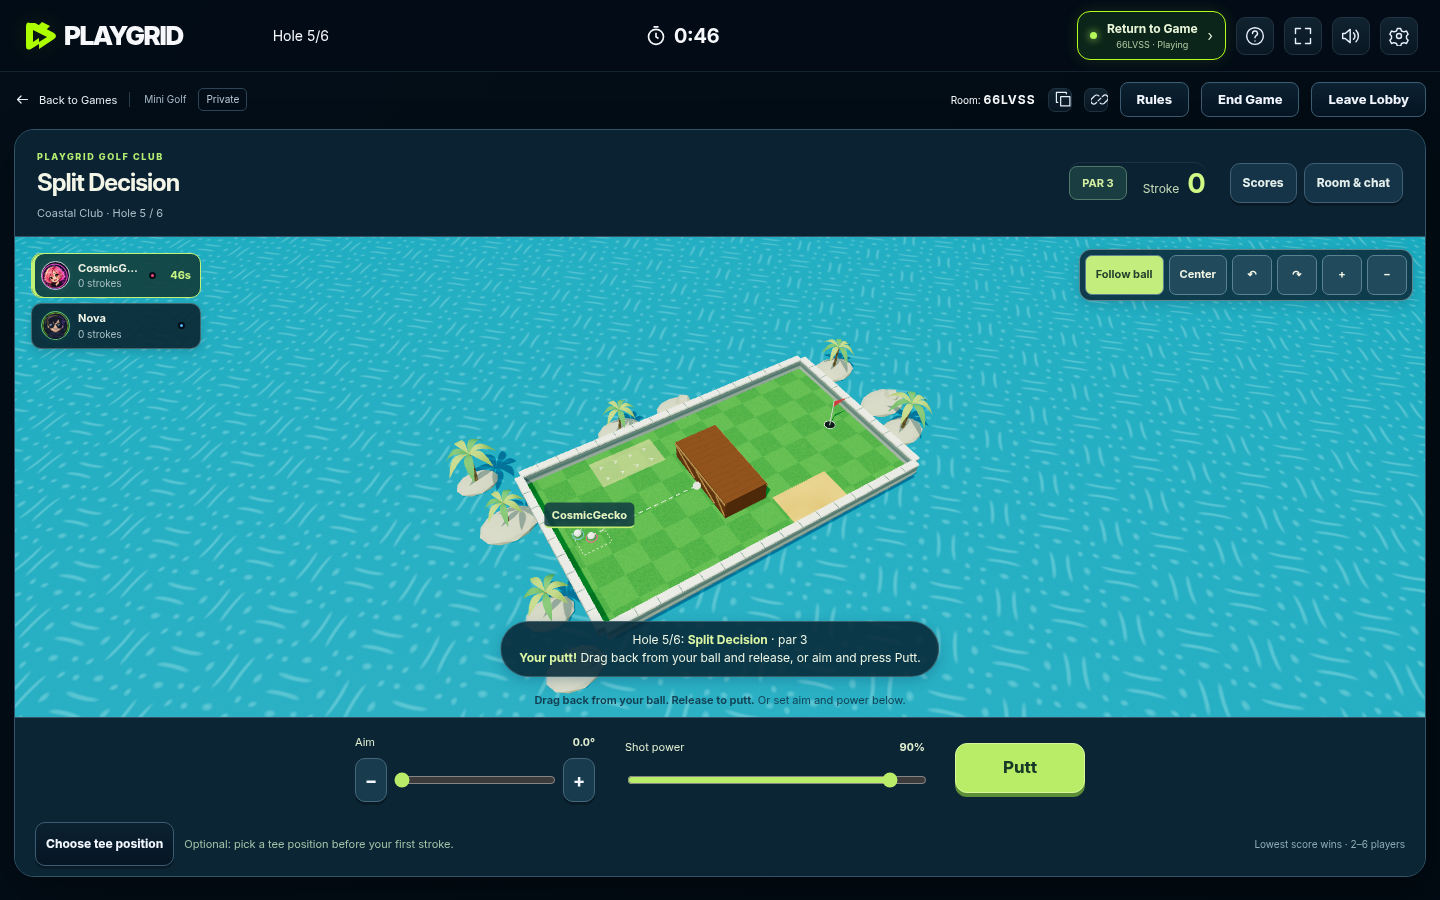 PLAYGRID
Hole 5/6
0:46
Return to Game
66LVSS · Playing
Back to Games
Mini Golf
Private
Room: 66LVSS
Rules
End Game
Leave Lobby
PLAYGRID GOLF CLUB
Split Decision
Coastal Club · Hole 5 / 6
PAR 3
Stroke 0
Scores
Room & chat
CosmicG...
46s
0 strokes
Nova
0 strokes
Follow ball
Center
CosmicGecko
Hole 5/6: Split Decision · par 3
Your putt! Drag back from your ball and release, or aim and press Putt.
Drag back from your ball. Release to putt. Or set aim and power below.
Aim
0.0°
Shot power
90%
Putt
Choose tee position
Optional: pick a tee position before your first stroke.
Lowest score wins · 2–6 players